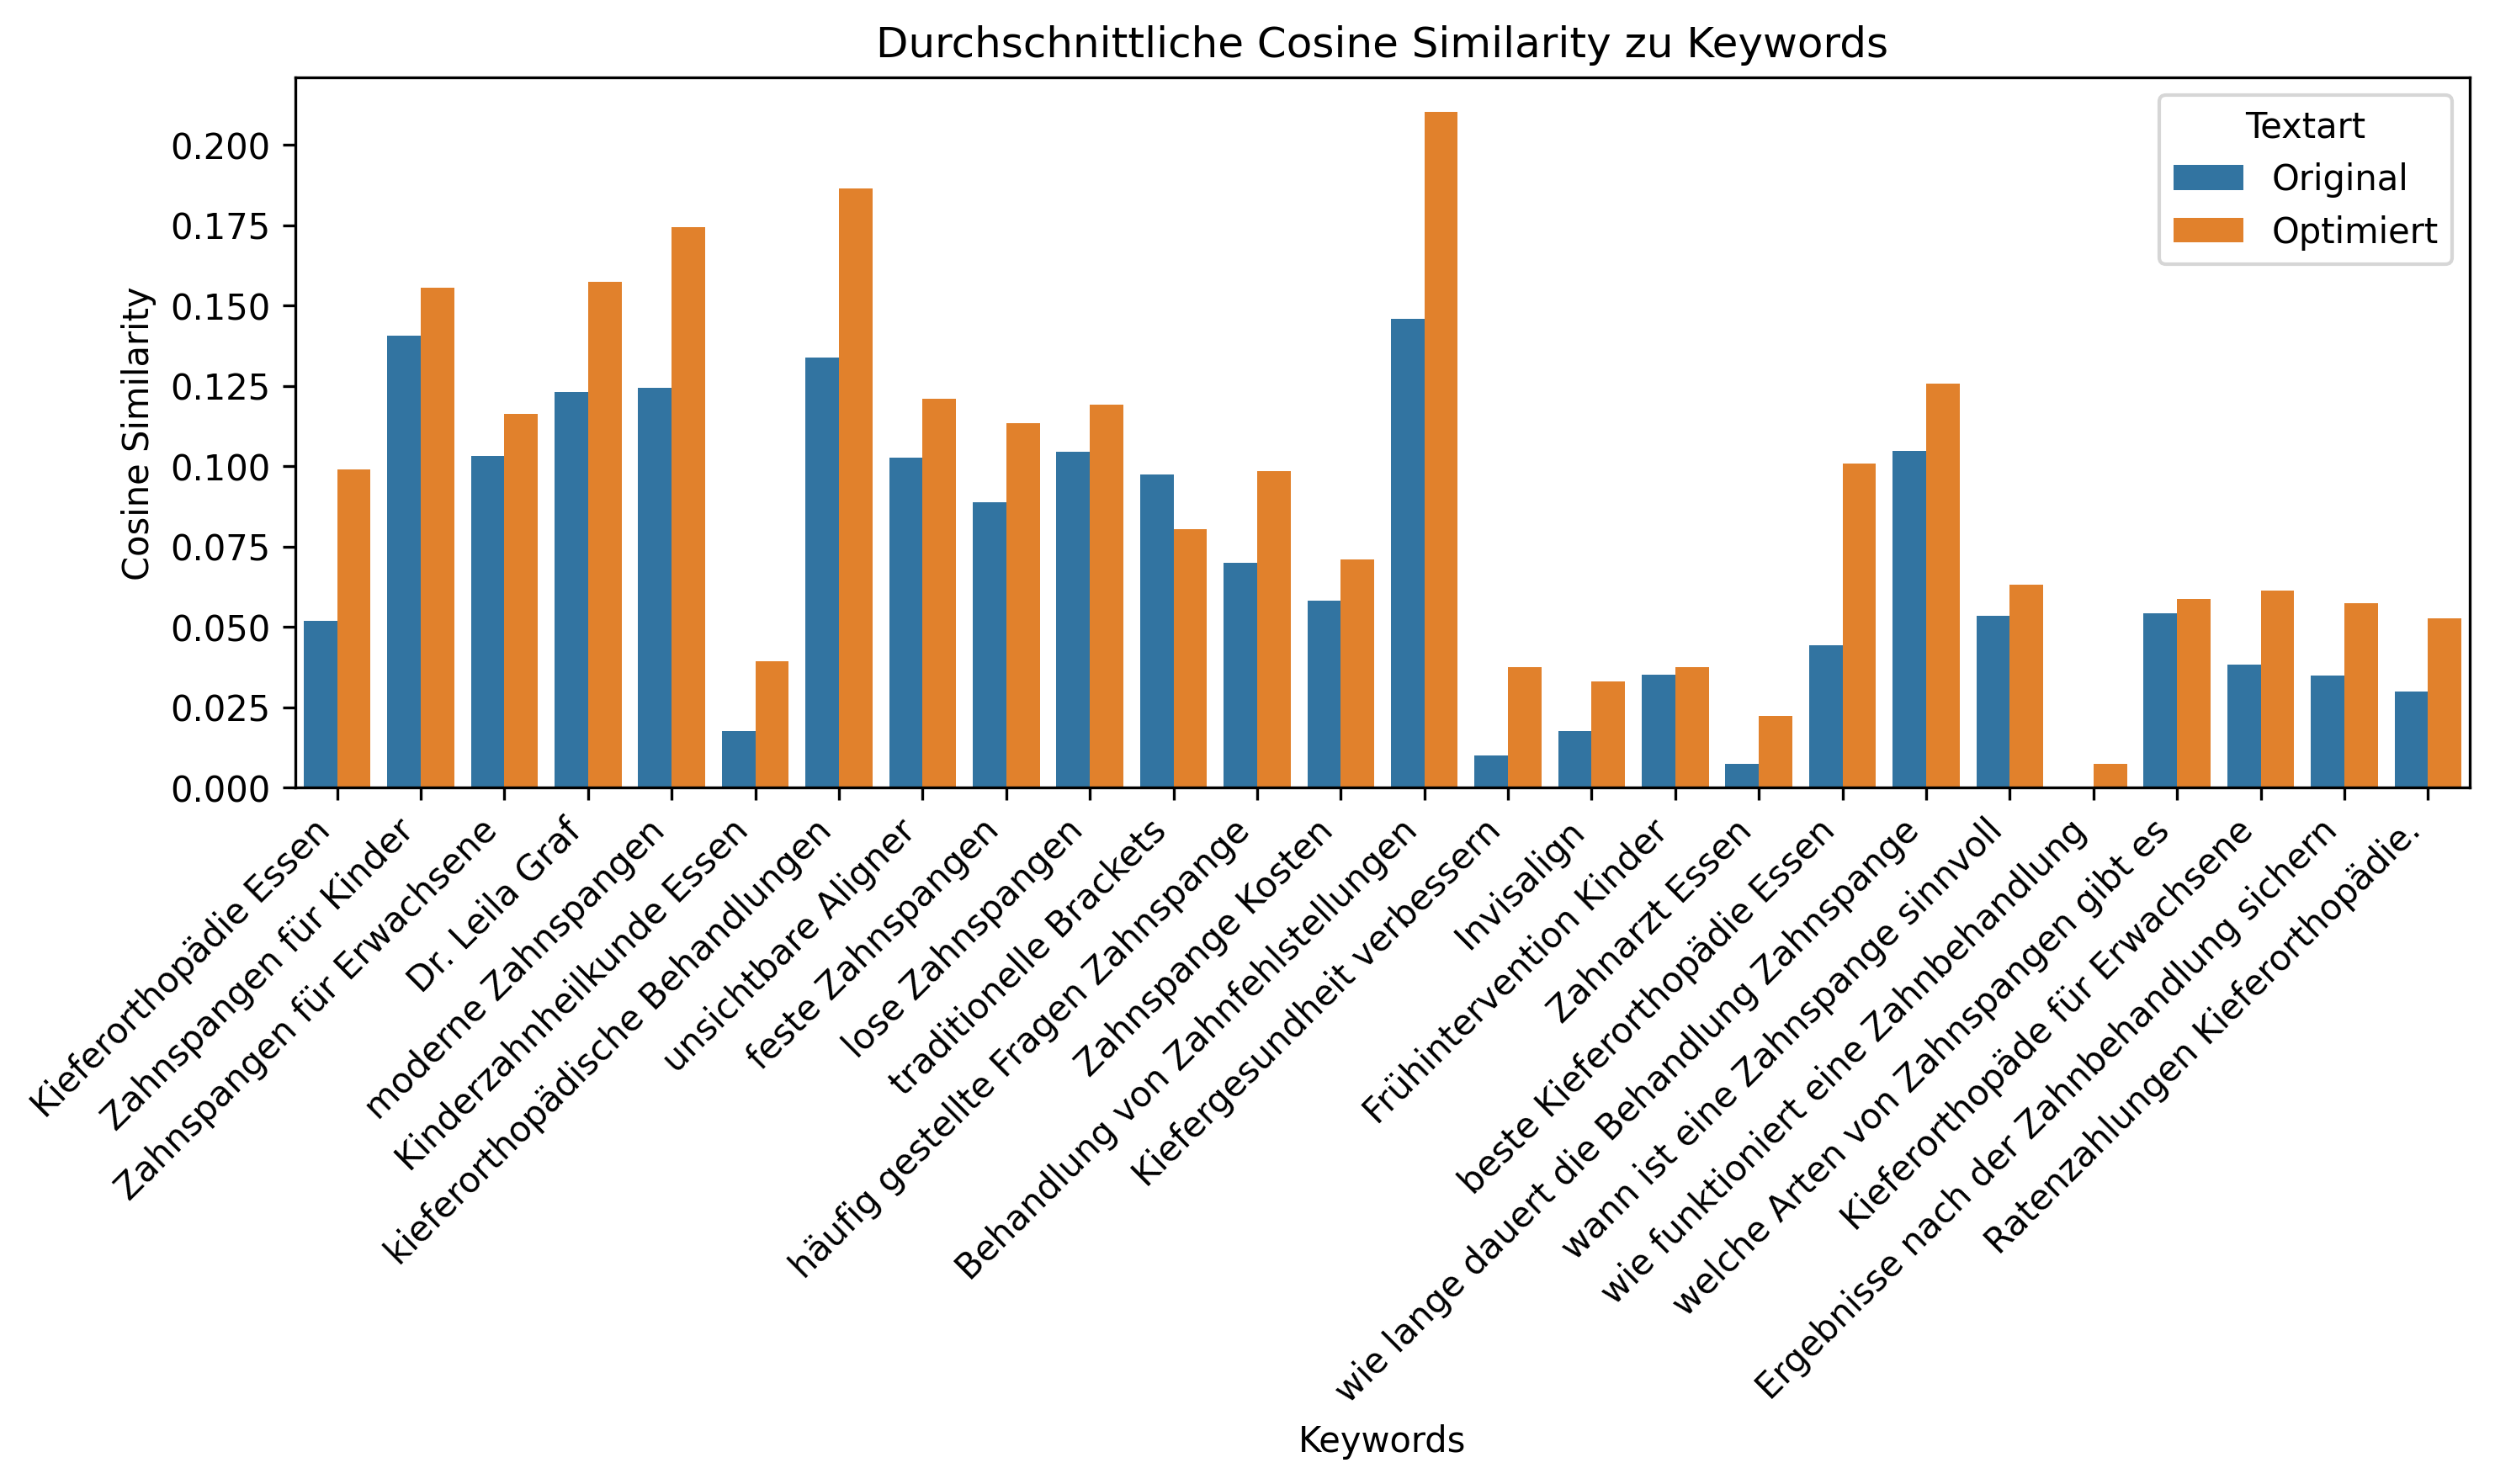 Durchschnittliche Cosine Similarity zu Keywords
Textart
Original
Optimiert
Cosine Similarity
0.200
0.175
0.150
0.125
0.100
0.075
0.050
0.025
0.000
Kieferorthopädie Essen
Zahnspangen für Kinder
Zahnspangen für Erwachsene
Dr. Leila Graf
moderne Zahnspangen
Kinderzahnheilkunde Essen
kieferorthopädische Behandlungen
unsichtbare Aligner
feste Zahnspangen
lose Zahnspangen
traditionelle Brackets
häufig gestellte Fragen Zahnspange
Zahnspange Kosten
Behandlung von Zahnfehlstellungen
Kiefergesundheit verbessern
Invisalign
Frühintervention Kinder
Zahnarzt Essen
beste Kieferorthopädie Essen
wie lange dauert die Behandlung Zahnspange
wann ist eine Zahnspange sinnvoll
wie funktioniert eine Zahnbehandlung
welche Arten von Zahnspangen gibt es
Kieferorthopäde für Erwachsene
Ergebnisse nach der Zahnbehandlung sichern
Ratenzahlungen Kieferorthopädie.
Keywords